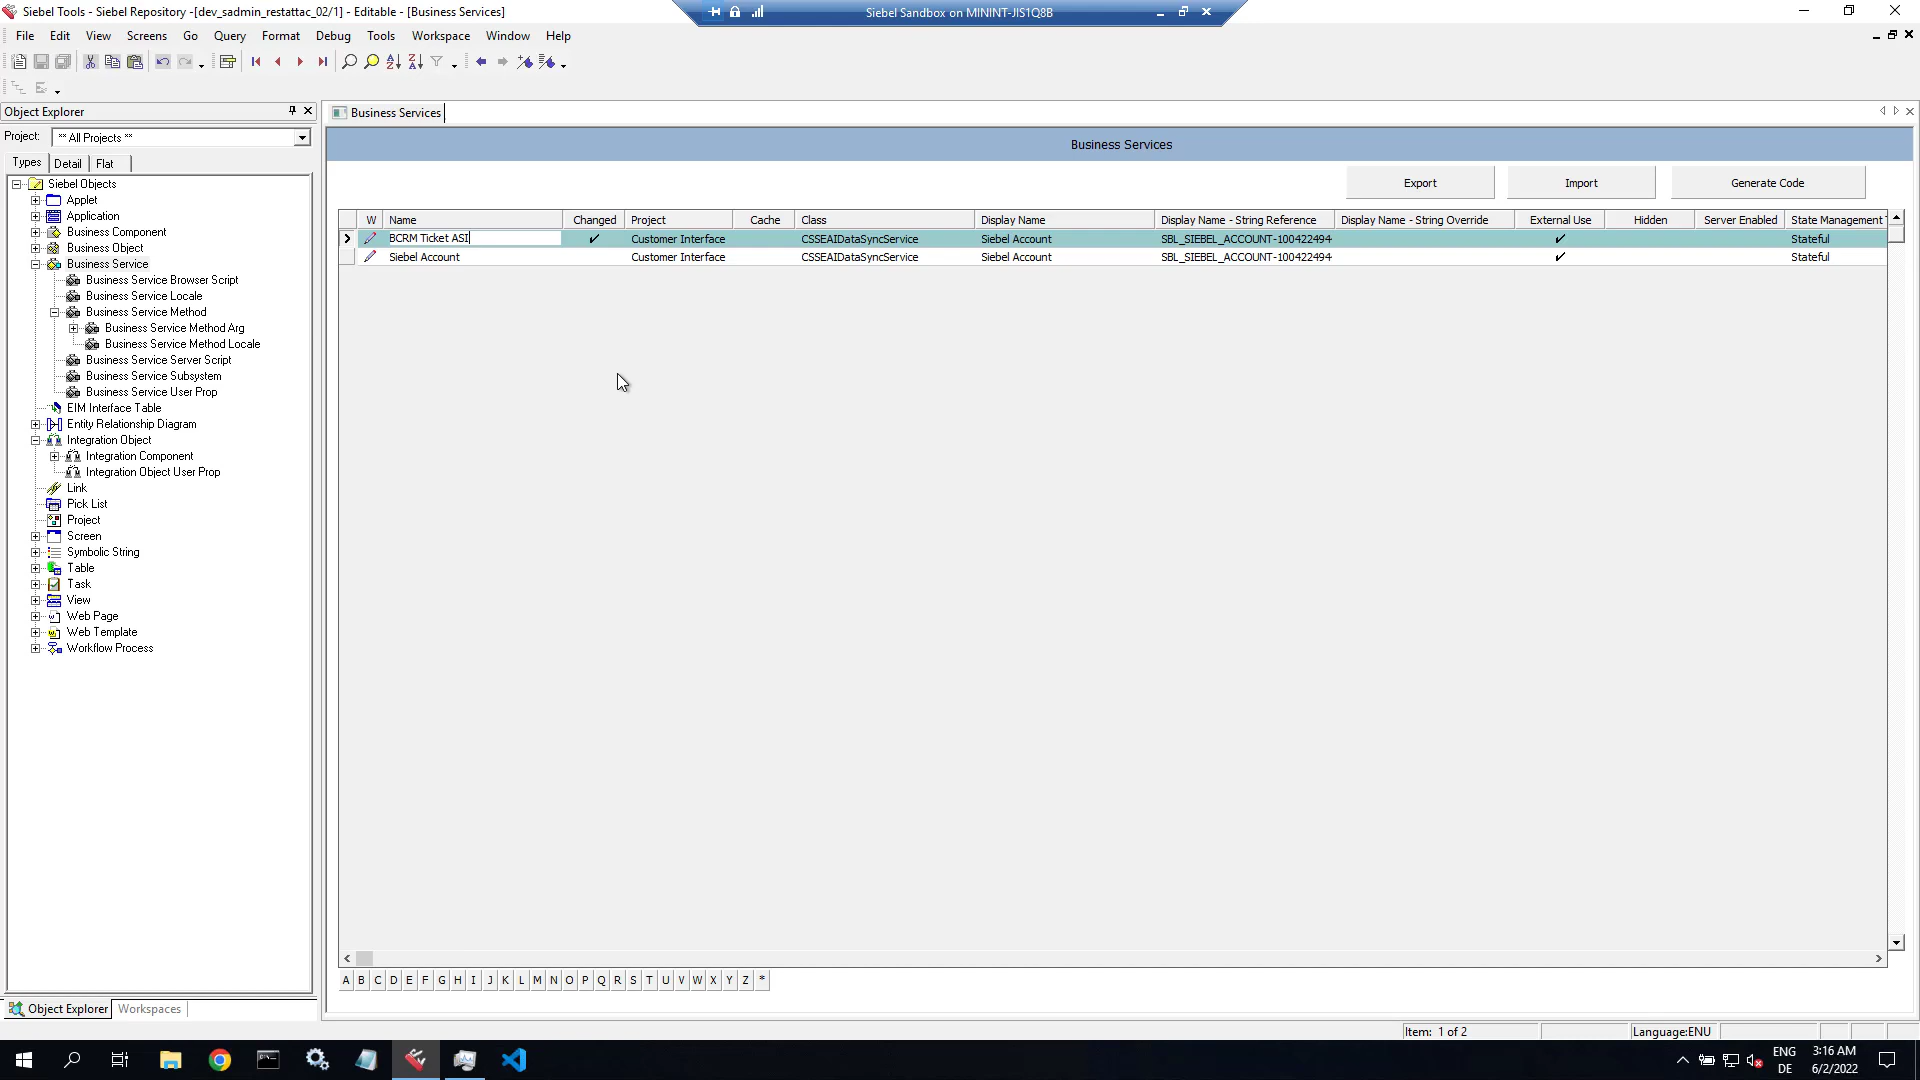 Siebel Tools - Siebel Repository -[dev_sadmin_restattac_02/1] - Editable - [Business Services]
Siebel Sandbox on MININT-JIS1Q8B
File Edit View Screens Go Query Format Debug Tools Workspace Window Help
Object Explorer
Business Services
Project: ** All Projects **
Types Detail Flat
Business Services
Export Import Generate Code
Siebel Objects
Applet
Application
Business Component
Business Object
Business Service
Business Service Browser Script
Business Service Locale
Business Service Method
Business Service Method Arg
Business Service Method Locale
Business Service Server Script
Business Service Subsystem
Business Service User Prop
EIM Interface Table
Entity Relationship Diagram
Integration Object
Integration Component
Integration Object User Prop
Link
Pick List
Project
Screen
Symbolic String
Table
Task
View
Web Page
Web Template
Workflow Process
W Name Changed Project Cache Class Display Name Display Name - String Reference Display Name - String Override External Use Hidden Server Enabled State Management
BCRM Ticket ASI ✔ Customer Interface CSSEAIDataSyncService Siebel Account SBL_SIEBEL_ACCOUNT-100422494 ✔ Stateful
Siebel Account Customer Interface CSSEAIDataSyncService Siebel Account SBL_SIEBEL_ACCOUNT-100422494 ✔ Stateful
A B C D E F G H I J K L M N O P Q R S T U V W X Y Z *
Object Explorer Workspaces
Item: 1 of 2 Language:ENU
ENG
DE
3:16 AM
6/2/2022